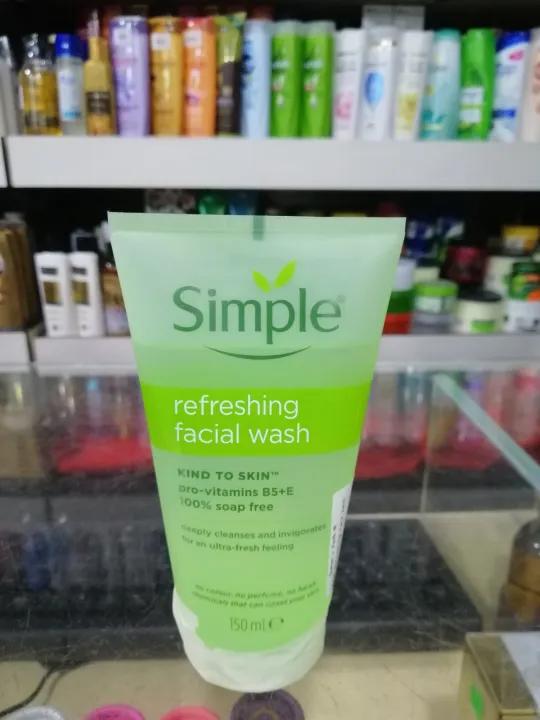 Simple®
refreshing
facial wash
KIND TO SKIN™
pro-vitamins B5+E
100% soap free
deeply cleanses and invigorates
for an ultra-fresh feeling
no colour, no perfume, no harsh
chemicals that can upset your skin
150 ml ℮